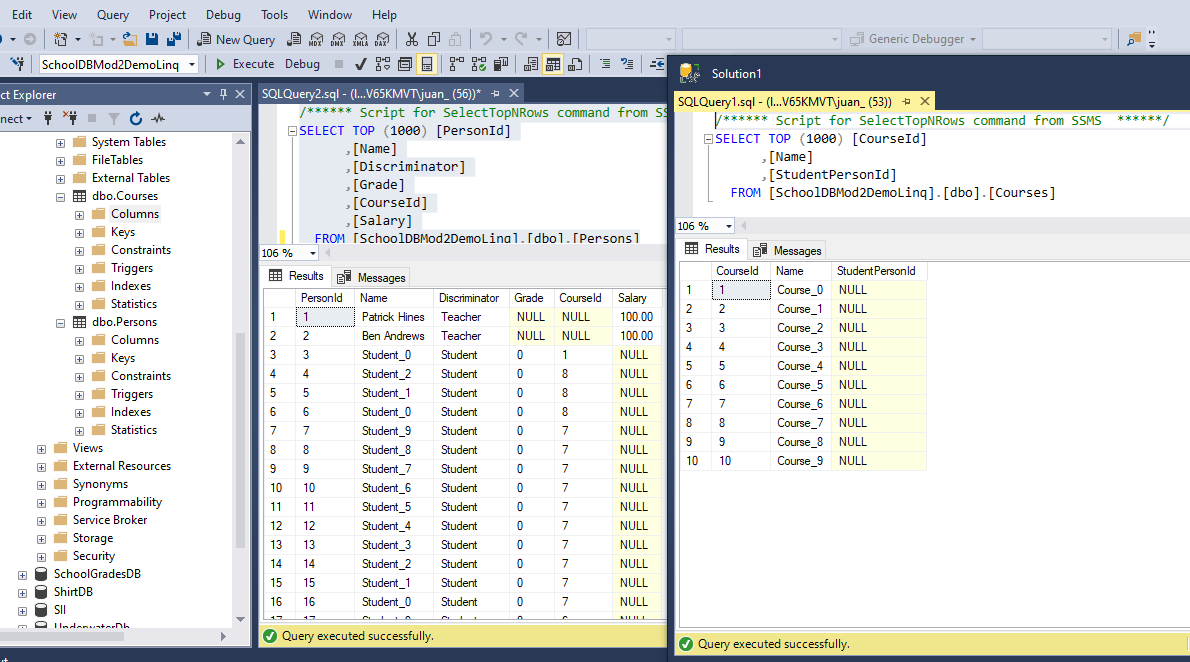 Edit View Query Project Debug Tools Window Help
New Query MDX DMX XMLA DAX Generic Debugger
SchoolDBMod2DemoLinq Execute Debug
ct Explorer
nect
System Tables
FileTables
External Tables
dbo.Courses
Columns
Keys
Constraints
Triggers
Indexes
Statistics
dbo.Persons
Columns
Keys
Constraints
Triggers
Indexes
Statistics
Views
External Resources
Synonyms
Programmability
Service Broker
Storage
Security
SchoolGradesDB
ShirtDB
SII
UnderwaterDb
SQLQuery2.sql - (l...V65KMVT\juan_ (56))*
/****** Script for SelectTopNRows command from SS
SELECT TOP (1000) [PersonId]
,[Name]
,[Discriminator]
,[Grade]
,[CourseId]
,[Salary]
FROM [SchoolDBMod2DemoLinq].[dbo].[Persons]
106 %
Results Messages
PersonId Name Discriminator Grade CourseId Salary
1 1 Patrick Hines Teacher NULL NULL 100.00
2 2 Ben Andrews Teacher NULL NULL 100.00
3 3 Student_0 Student 0 1 NULL
4 4 Student_2 Student 0 8 NULL
5 5 Student_1 Student 0 8 NULL
6 6 Student_0 Student 0 8 NULL
7 7 Student_9 Student 0 7 NULL
8 8 Student_8 Student 0 7 NULL
9 9 Student_7 Student 0 7 NULL
10 10 Student_6 Student 0 7 NULL
11 11 Student_5 Student 0 7 NULL
12 12 Student_4 Student 0 7 NULL
13 13 Student_3 Student 0 7 NULL
14 14 Student_2 Student 0 7 NULL
15 15 Student_1 Student 0 7 NULL
16 16 Student_0 Student 0 7 NULL
Query executed successfully.
Solution1
SQLQuery1.sql - (l...V65KMVT\juan_ (53))
/****** Script for SelectTopNRows command from SSMS  ******/
SELECT TOP (1000) [CourseId]
,[Name]
,[StudentPersonId]
FROM [SchoolDBMod2DemoLinq].[dbo].[Courses]
106 %
Results Messages
CourseId Name StudentPersonId
1 1 Course_0 NULL
2 2 Course_1 NULL
3 3 Course_2 NULL
4 4 Course_3 NULL
5 5 Course_4 NULL
6 6 Course_5 NULL
7 7 Course_6 NULL
8 8 Course_7 NULL
9 9 Course_8 NULL
10 10 Course_9 NULL
Query executed successfully.